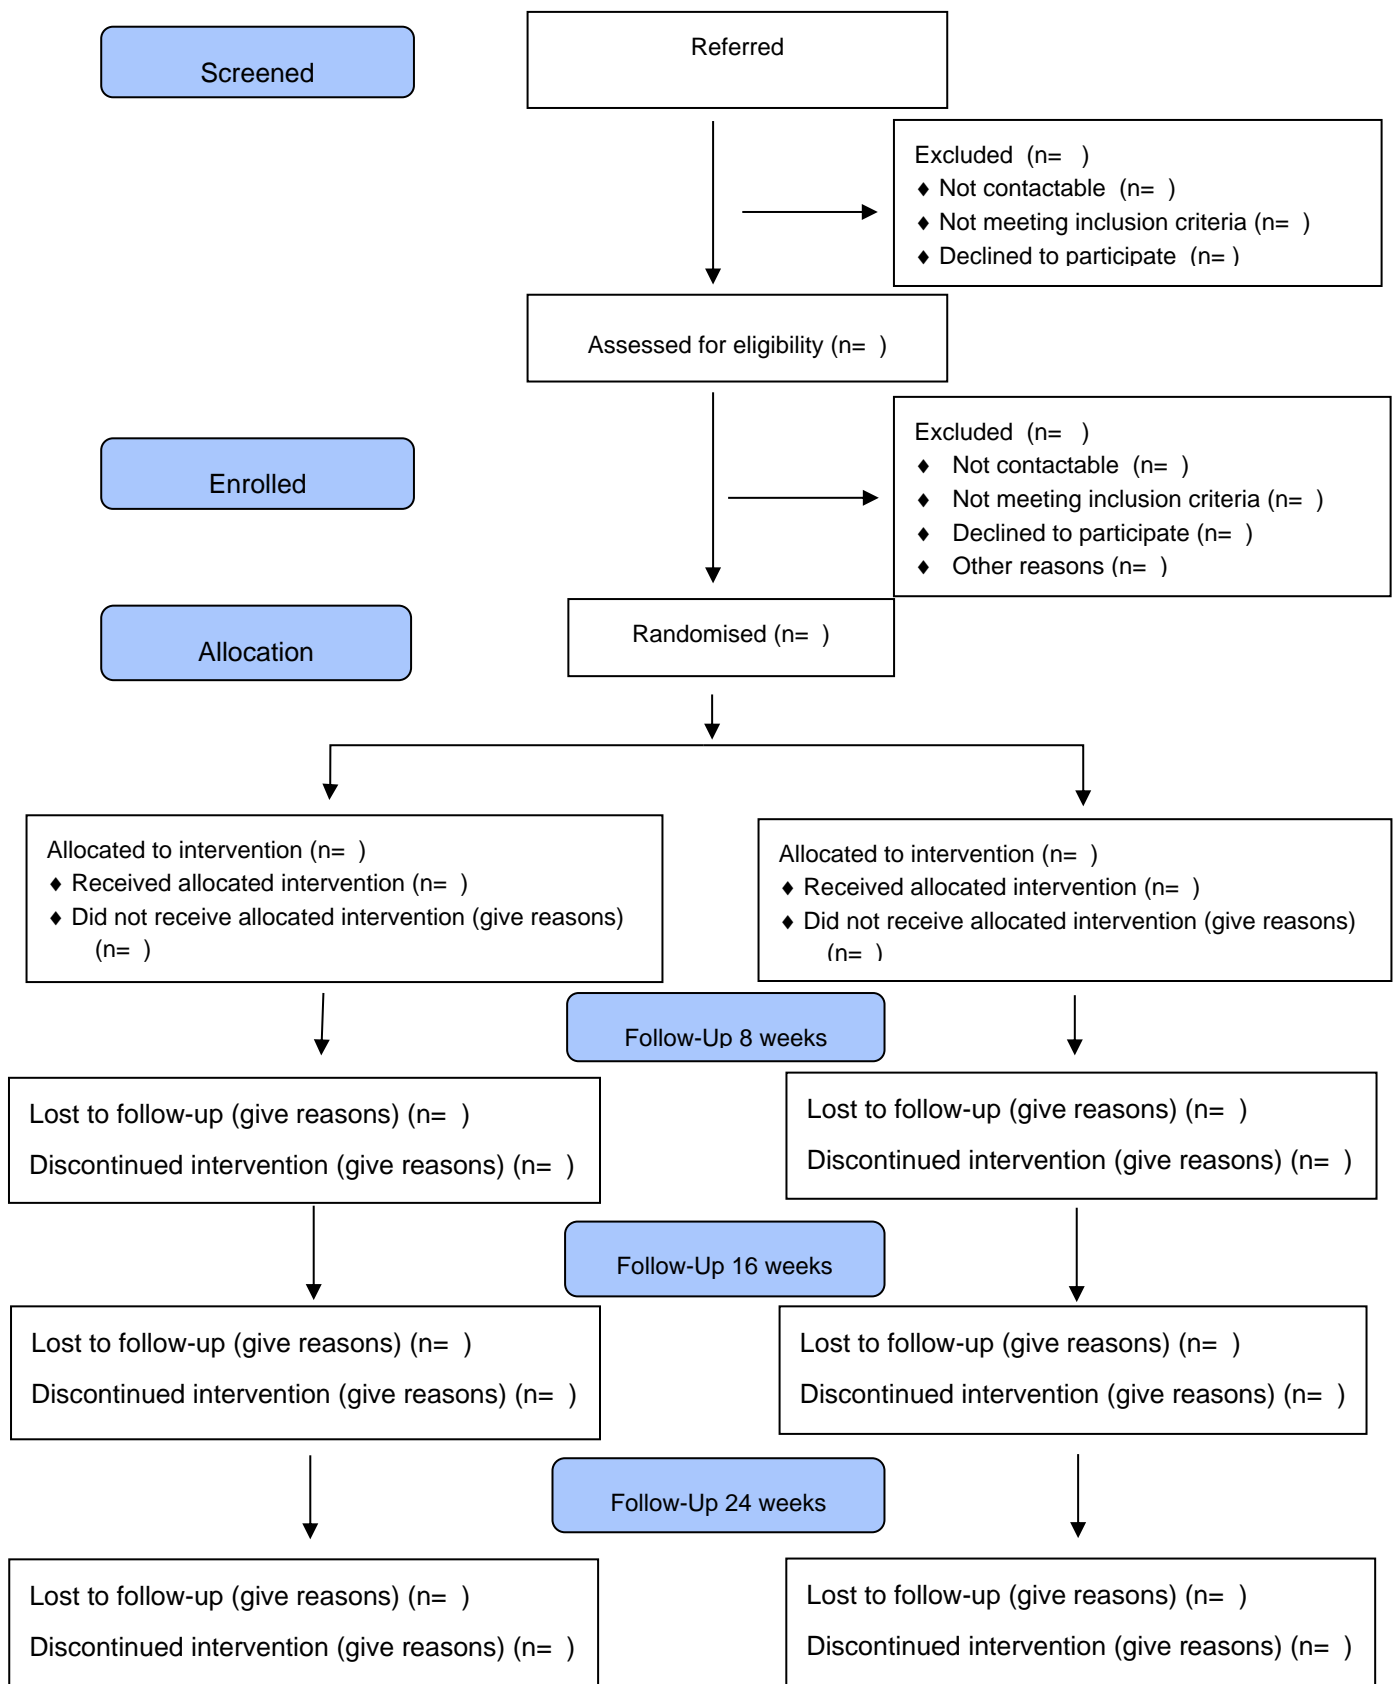 Screened
Referred
Excluded (n= )
♦ Not contactable (n= )
♦ Not meeting inclusion criteria (n= )
♦ Declined to participate (n= )
Assessed for eligibility (n= )
Excluded (n= )
♦ Not contactable (n= )
♦ Not meeting inclusion criteria (n= )
♦ Declined to participate (n= )
♦ Other reasons (n= )
Enrolled
Randomised (n= )
Allocation
Allocated to intervention (n= )
♦ Received allocated intervention (n= )
♦ Did not receive allocated intervention (give reasons)
(n= )
Allocated to intervention (n= )
♦ Received allocated intervention (n= )
♦ Did not receive allocated intervention (give reasons)
(n= )
Follow-Up 8 weeks
Lost to follow-up (give reasons) (n= )
Discontinued intervention (give reasons) (n= )
Lost to follow-up (give reasons) (n= )
Discontinued intervention (give reasons) (n= )
Follow-Up 16 weeks
Lost to follow-up (give reasons) (n= )
Discontinued intervention (give reasons) (n= )
Lost to follow-up (give reasons) (n= )
Discontinued intervention (give reasons) (n= )
Follow-Up 24 weeks
Lost to follow-up (give reasons) (n= )
Discontinued intervention (give reasons) (n= )
Lost to follow-up (give reasons) (n= )
Discontinued intervention (give reasons) (n= )